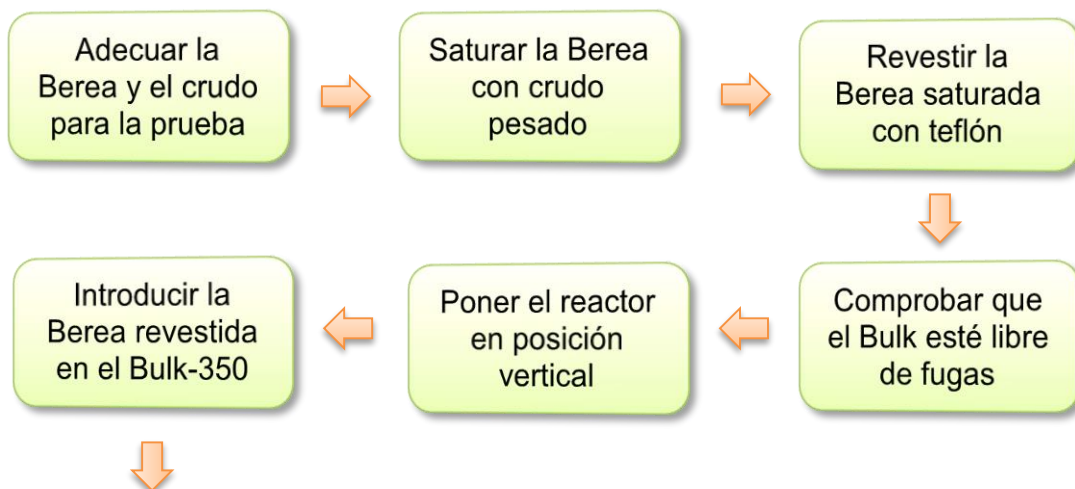 Adecuar la
Berea y el crudo
para la prueba
Saturar la Berea
con crudo
pesado
Revestir la
Berea saturada
con teflón
Comprobar que
el Bulk esté libre
de fugas
Poner el reactor
en posición
vertical
Introducir la
Berea revestida
en el Bulk-350